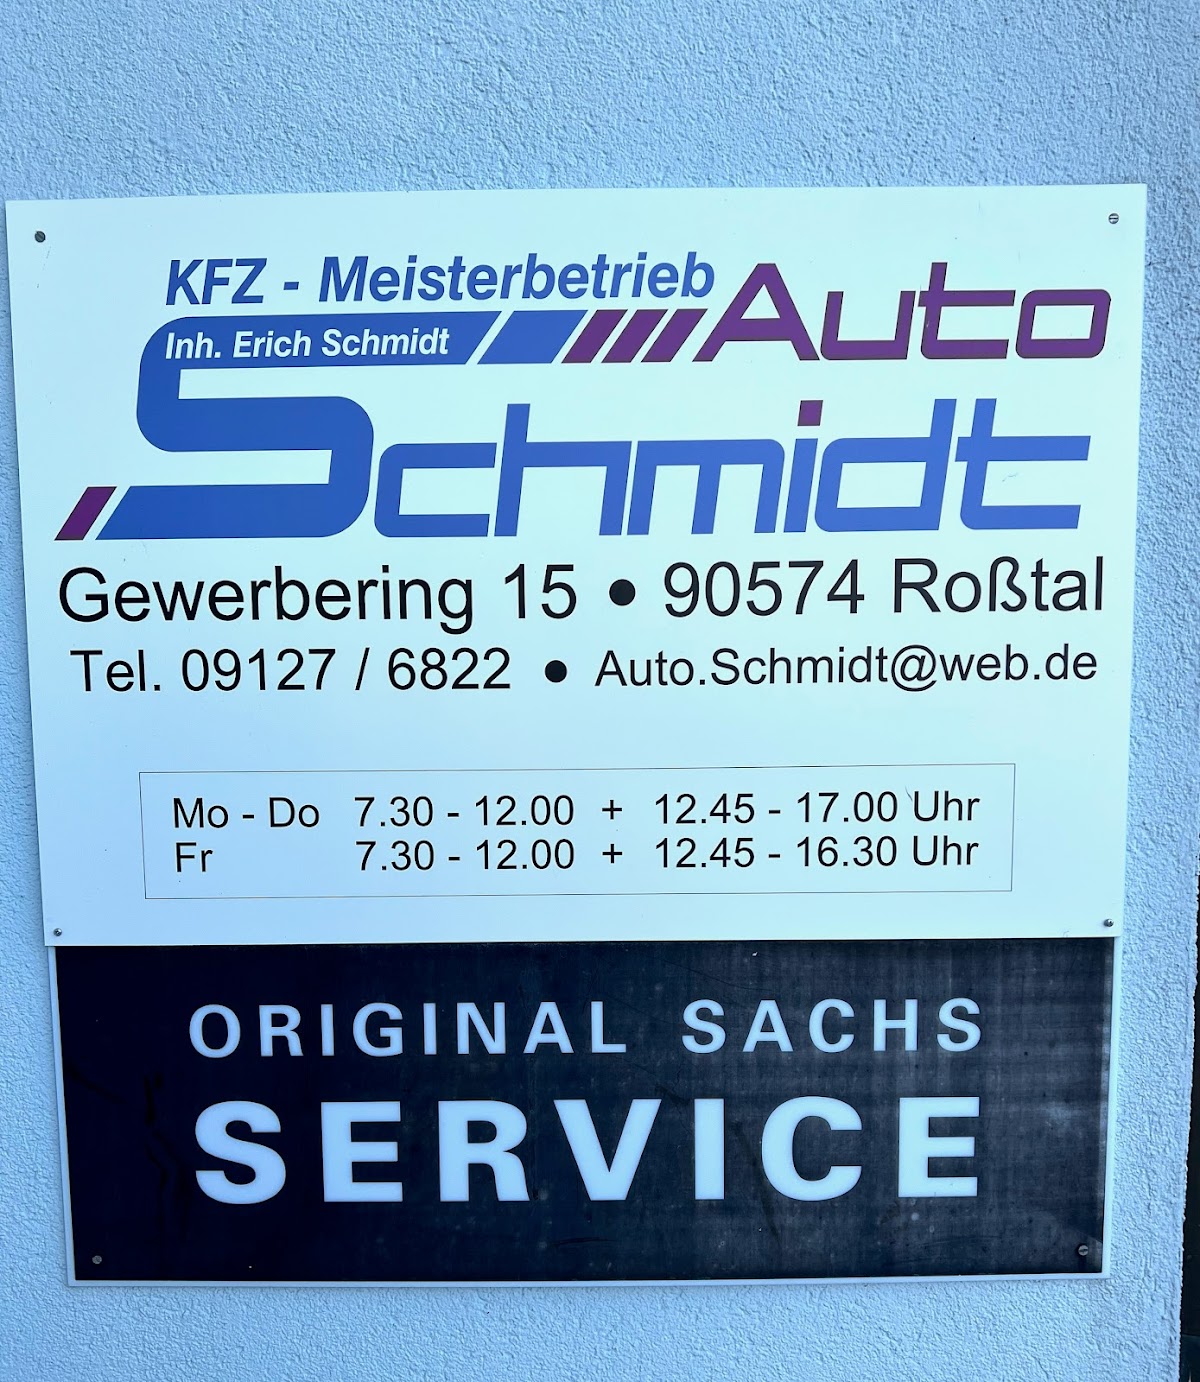 KFZ - Meisterbetrieb
Auto
Inh. Erich Schmidt
Schmidt
Gewerbering 15 • 90574 Roßtal
Tel. 09127 / 6822 • Auto.Schmidt@web.de
Mo - Do 7.30 - 12.00 + 12.45 - 17.00 Uhr
Fr 7.30 - 12.00 + 12.45 - 16.30 Uhr
ORIGINAL SACHS
SERVICE